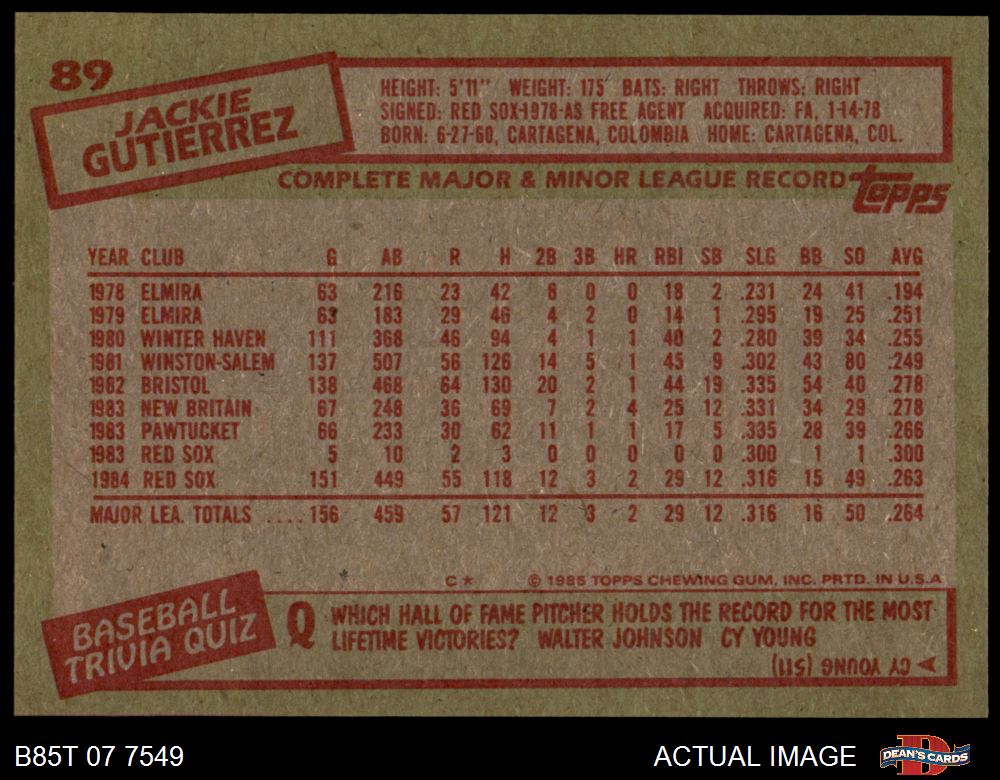 89
JACKIE
GUTIERREZ
HEIGHT: 5'11" WEIGHT: 175 BATS: RIGHT THROWS: RIGHT
SIGNED: RED SOX-1978-AS FREE AGENT ACQUIRED: FA, 1-14-78
BORN: 6-27-60, CARTAGENA, COLOMBIA HOME: CARTAGENA, COL.
COMPLETE MAJOR & MINOR LEAGUE RECORD topps
YEAR CLUB G AB R H 2B 3B HR RBI SB SLG BB SO AVG
1978 ELMIRA 63 216 23 42 8 0 0 18 2 .231 24 41 .194
1979 ELMIRA 63 183 29 46 4 2 0 14 1 .295 19 25 .251
1980 WINTER HAVEN 111 368 46 94 4 1 1 40 2 .280 39 34 .255
1981 WINSTON-SALEM 137 507 56 126 14 5 1 45 9 .302 43 80 .249
1982 BRISTOL 138 468 64 130 20 2 1 44 19 .335 54 40 .278
1983 NEW BRITAIN 67 248 36 69 7 2 4 25 12 .331 34 29 .278
1983 PAWTUCKET 66 233 30 62 11 1 1 17 5 .335 28 39 .266
1983 RED SOX 5 10 2 3 0 0 0 0 0 .300 1 1 .300
1984 RED SOX 151 449 55 118 12 3 2 29 12 .316 15 49 .263
MAJOR LEA. TOTALS ....156 459 57 121 12 3 2 29 12 .316 16 50 .264
C* © 1985 TOPPS CHEWING GUM, INC. PRTD. IN U.S.A
BASEBALL
TRIVIA QUIZ
Q WHICH HALL OF FAME PITCHER HOLDS THE RECORD FOR THE MOST
LIFETIME VICTORIES? WALTER JOHNSON CY YOUNG
CY YOUNG (511)
B85T 07 7549 ACTUAL IMAGE DEAN'S CARDS